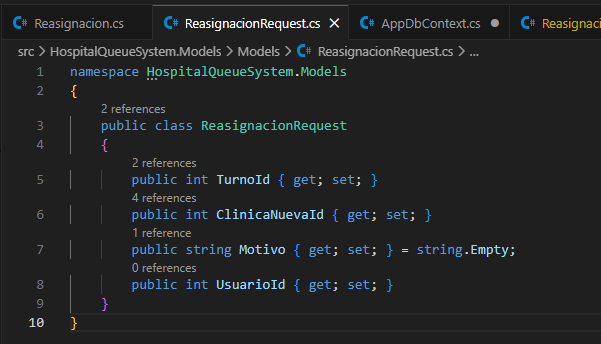 Reasignacion.cs ReasignacionRequest.cs AppDbContext.cs Reasignaci
src > HospitalQueueSystem.Models > Models > ReasignacionRequest.cs > ...
1 namespace HospitalQueueSystem.Models
2 {
2 references
3 public class ReasignacionRequest
4 {
2 references
5 public int TurnoId { get; set; }
4 references
6 public int ClinicaNuevaId { get; set; }
1 reference
7 public string Motivo { get; set; } = string.Empty;
0 references
8 public int UsuarioId { get; set; }
9 }
10 }